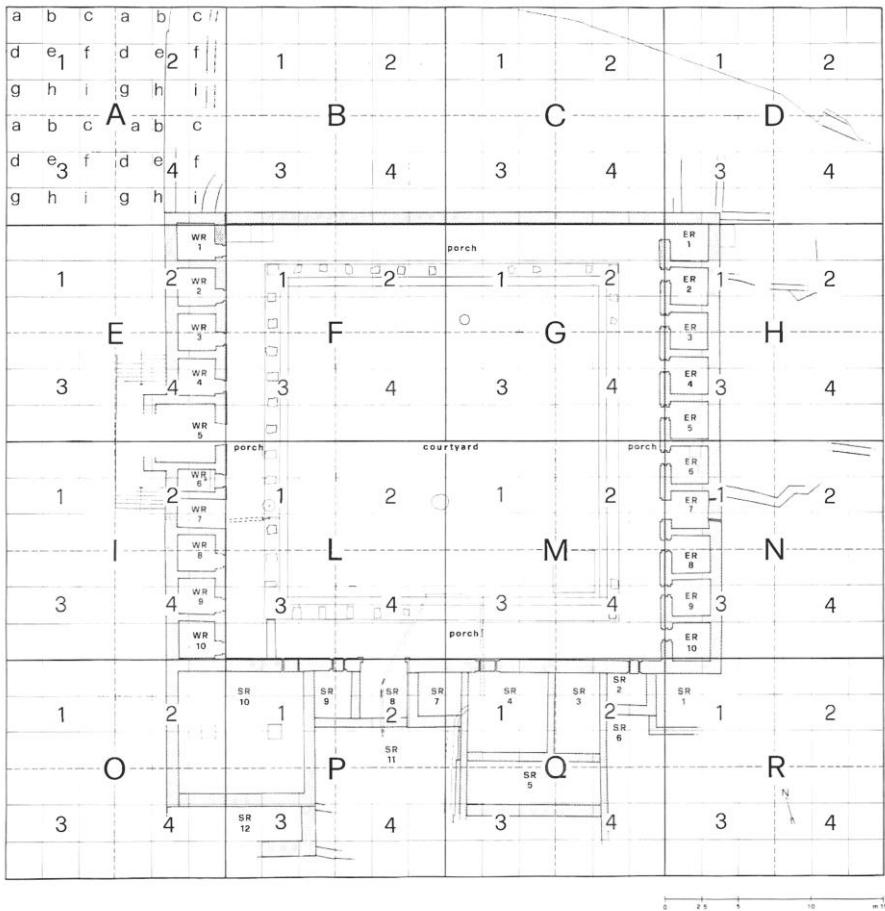 a b c a b c
1 2 1 2 1 2 1 2
d e f d e f
g h i g h i
A B C D
a b c a b c
d e f d e f
3 4 3 4 3 4 3 4
g h i g h i
WR 1 porch ER 1
1 2 1 2 1 2 1 2
WR 2 ER 2
E WR 3 F G ER 3 H
WR 4 ER 4
3 4 3 4 3 4 3 4
WR 5 ER 5
porch courtyard porch
WR 6 ER 6
1 2 1 2 1 2 1 2
WR 7 ER 7
I WR 8 L M ER 8 N
WR 9 ER 9
3 4 3 4 3 4 3 4
WR 10 porch ER 10
SR 10 SR 9 SR 8 SR 7 SR 4 SR 3 SR 2 SR 1
1 2 1 2 1 2 1 2
SR 11 SR 6
O P Q R
SR 5
N
SR 12
3 4 3 4 3 4 3 4
0 2 5 5 10 m